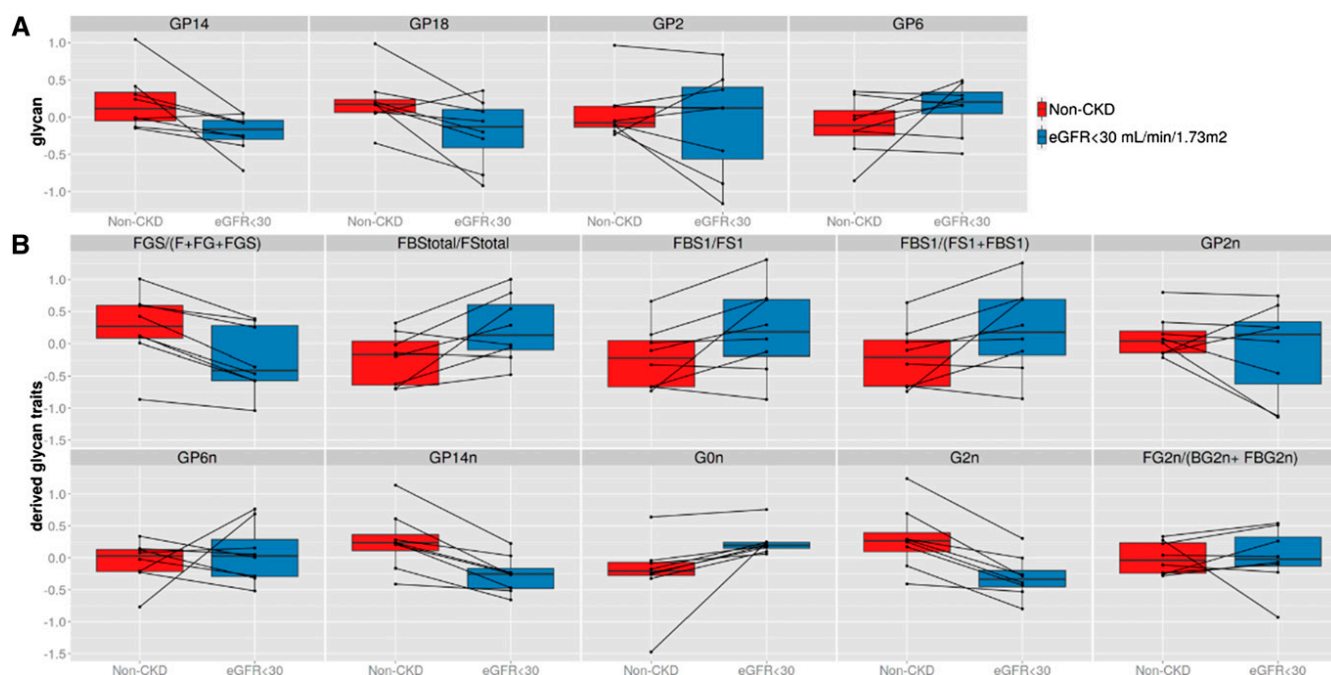 A
GP14 GP18 GP2 GP6
glycan
1.0
0.5
0.0
-0.5
-1.0
Non-CKD eGFR<30 Non-CKD eGFR<30 Non-CKD eGFR<30 Non-CKD eGFR<30
Non-CKD
eGFR<30 mL/min/1.73m2
B
FGS/(F+FG+FGS) FBStotal/FStotal FBS1/FS1 FBS1/(FS1+FBS1) GP2n
derived glycan traits
1.0
0.5
0.0
-0.5
-1.0
-1.5
GP6n GP14n G0n G2n FG2n/(BG2n+ FBG2n)
1.0
0.5
0.0
-0.5
-1.0
-1.5
Non-CKD eGFR<30 Non-CKD eGFR<30 Non-CKD eGFR<30 Non-CKD eGFR<30 Non-CKD eGFR<30